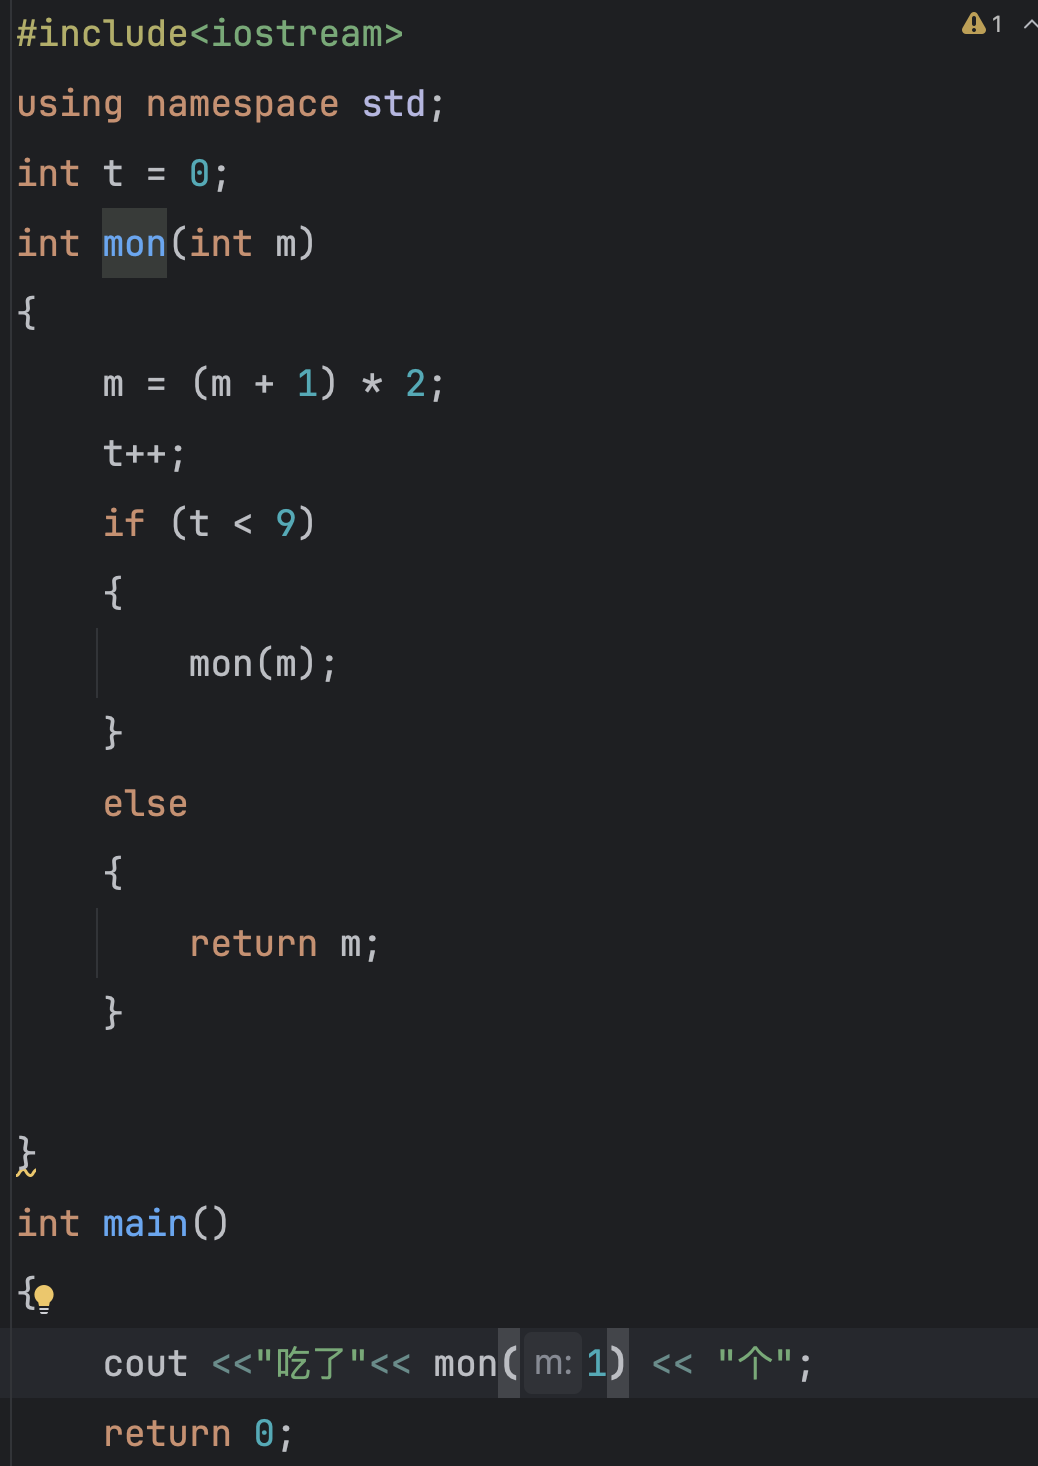 #include<iostream>
using namespace std;
int t = 0;
int mon(int m)
{
    m = (m + 1) * 2;
    t++;
    if (t < 9)
    {
        mon(m);
    }
    else
    {
        return m;
    }

}
int main()
{
    cout <<"吃了"<< mon( m: 1) << "个";
    return 0;
1